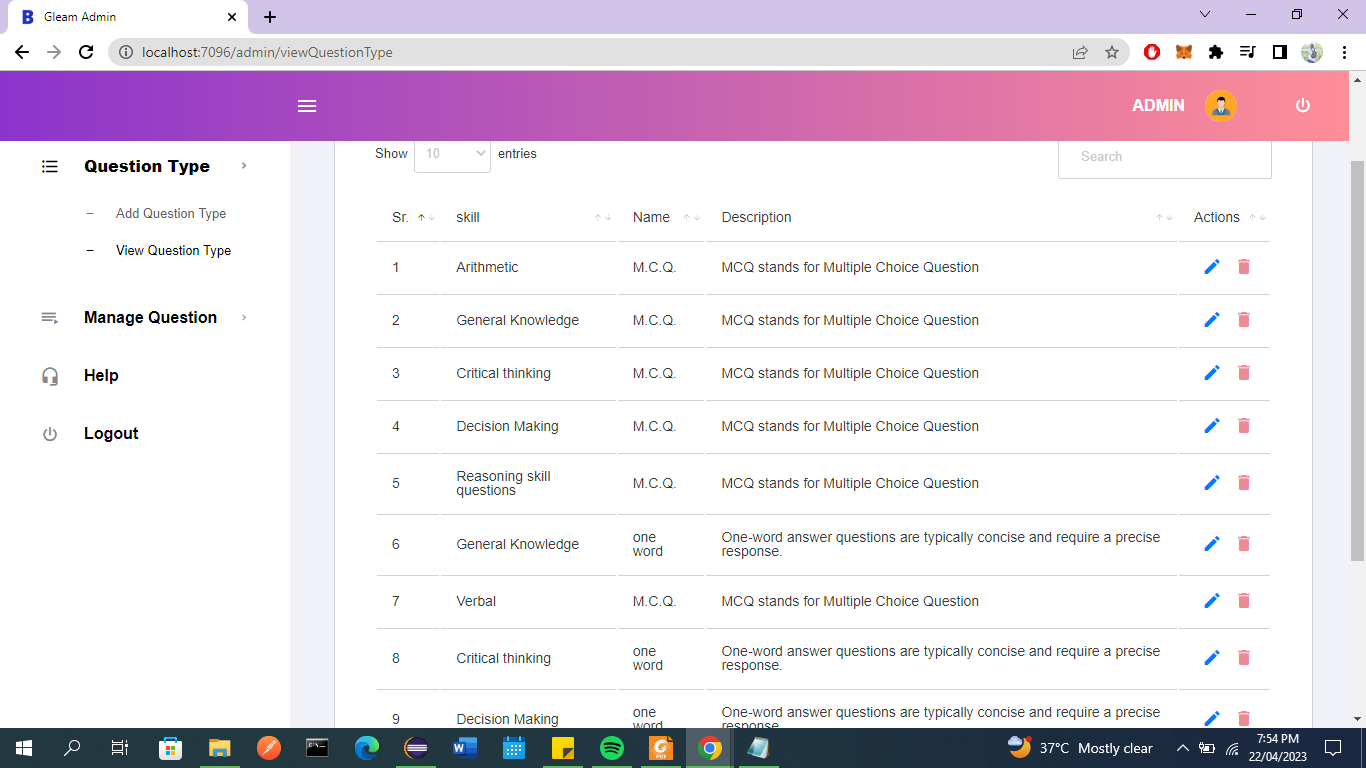 Gleam Admin
localhost:7096/admin/viewQuestionType
ADMIN
Question Type
Add Question Type
View Question Type
Manage Question
Help
Logout
Show 10 entries
Search
Sr. skill Name Description Actions
1 Arithmetic M.C.Q. MCQ stands for Multiple Choice Question
2 General Knowledge M.C.Q. MCQ stands for Multiple Choice Question
3 Critical thinking M.C.Q. MCQ stands for Multiple Choice Question
4 Decision Making M.C.Q. MCQ stands for Multiple Choice Question
5 Reasoning skill
questions M.C.Q. MCQ stands for Multiple Choice Question
6 General Knowledge one
word One-word answer questions are typically concise and require a precise
response.
7 Verbal M.C.Q. MCQ stands for Multiple Choice Question
8 Critical thinking one
word One-word answer questions are typically concise and require a precise
response.
9 Decision Making one
word One-word answer questions are typically concise and require a precise
response.
37°C Mostly clear
7:54 PM
22/04/2023